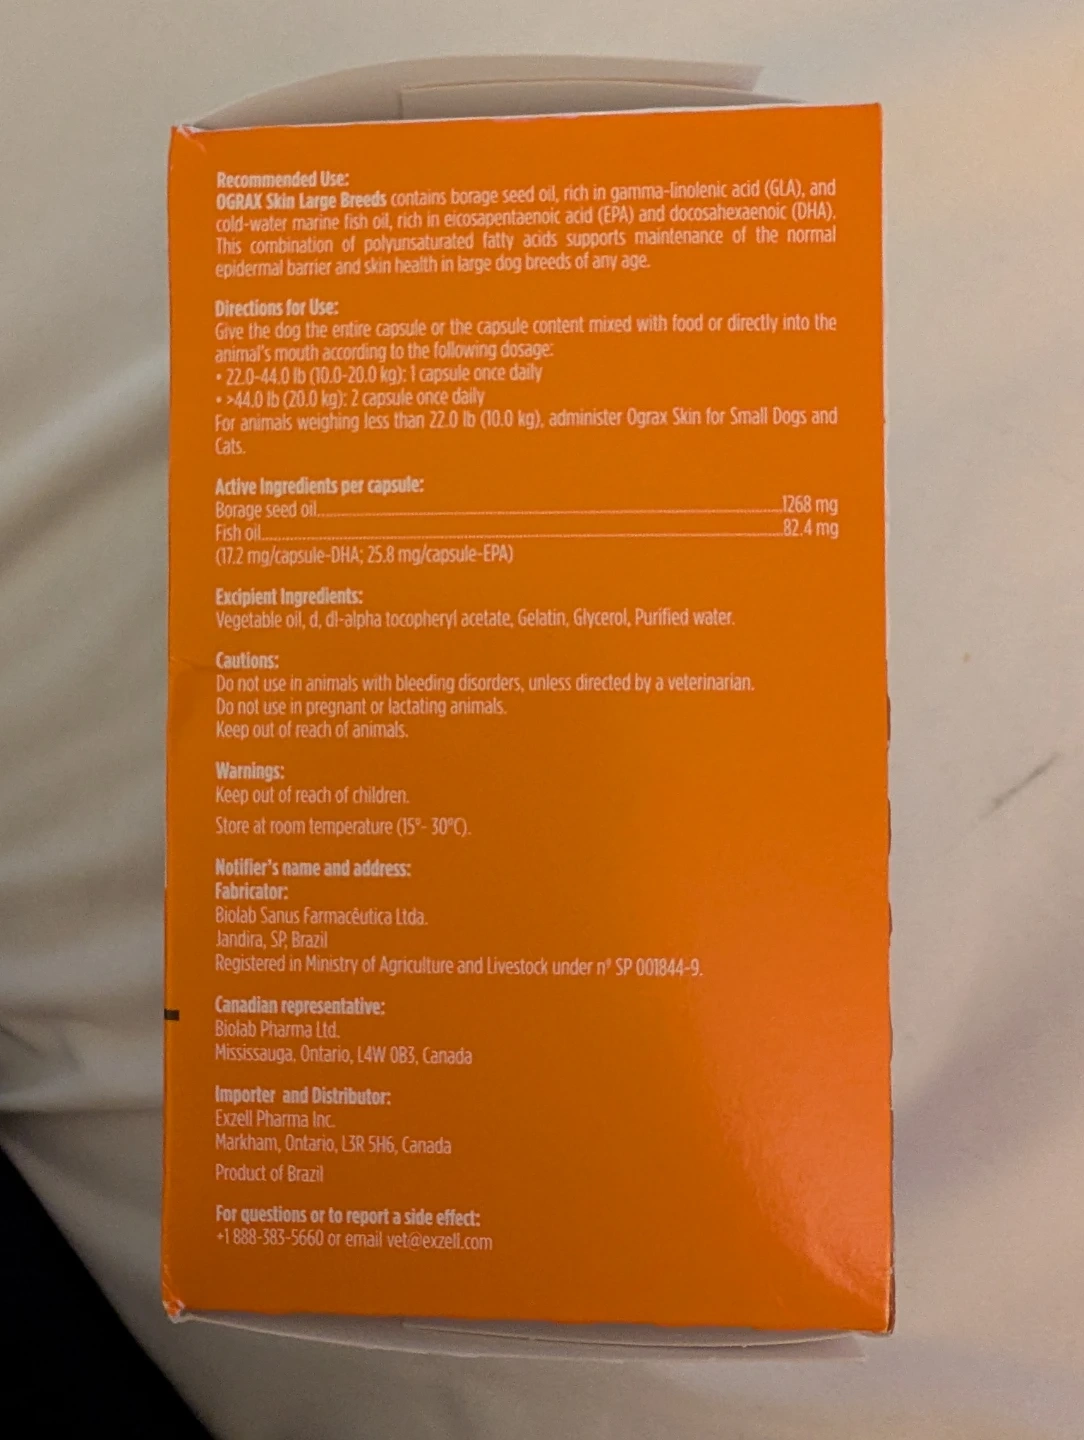 Recommended Use:
OGRAX Skin Large Breeds contains borage seed oil, rich in gamma-linolenic acid (GLA), and
cold-water marine fish oil, rich in eicosapentaenoic acid (EPA) and docosahexaenoic (DHA).
This combination of polyunsaturated fatty acids supports maintenance of the normal
epidermal barrier and skin health in large dog breeds of any age.
Directions for Use:
Give the dog the entire capsule or the capsule content mixed with food or directly into the
animal's mouth according to the following dosage:
• 22.0-44.0 lb (10.0-20.0 kg): 1 capsule once daily
• >44.0 lb (20.0 kg): 2 capsule once daily
For animals weighing less than 22.0 lb (10.0 kg), administer Ograx Skin for Small Dogs and
Cats.
Active Ingredients per capsule:
Borage seed oil........1268 mg
Fish oil........82.4 mg
(17.2 mg/capsule-DHA; 25.8 mg/capsule-EPA)
Excipient Ingredients:
Vegetable oil, d, dl-alpha tocopheryl acetate, Gelatin, Glycerol, Purified water.
Cautions:
Do not use in animals with bleeding disorders, unless directed by a veterinarian.
Do not use in pregnant or lactating animals.
Keep out of reach of animals.
Warnings:
Keep out of reach of children.
Store at room temperature (15°- 30°C).
Notifier's name and address:
Fabricator:
Biolab Sanus Farmacêutica Ltda.
Jandira, SP, Brazil
Registered in Ministry of Agriculture and Livestock under nº SP 001844-9.
Canadian representative:
Biolab Pharma Ltd.
Mississauga, Ontario, L4W 0B3, Canada
Importer and Distributor:
Exzell Pharma Inc.
Markham, Ontario, L3R 5H6, Canada
Product of Brazil
For questions or to report a side effect:
+1 888-383-5660 or email vet@exzell.com